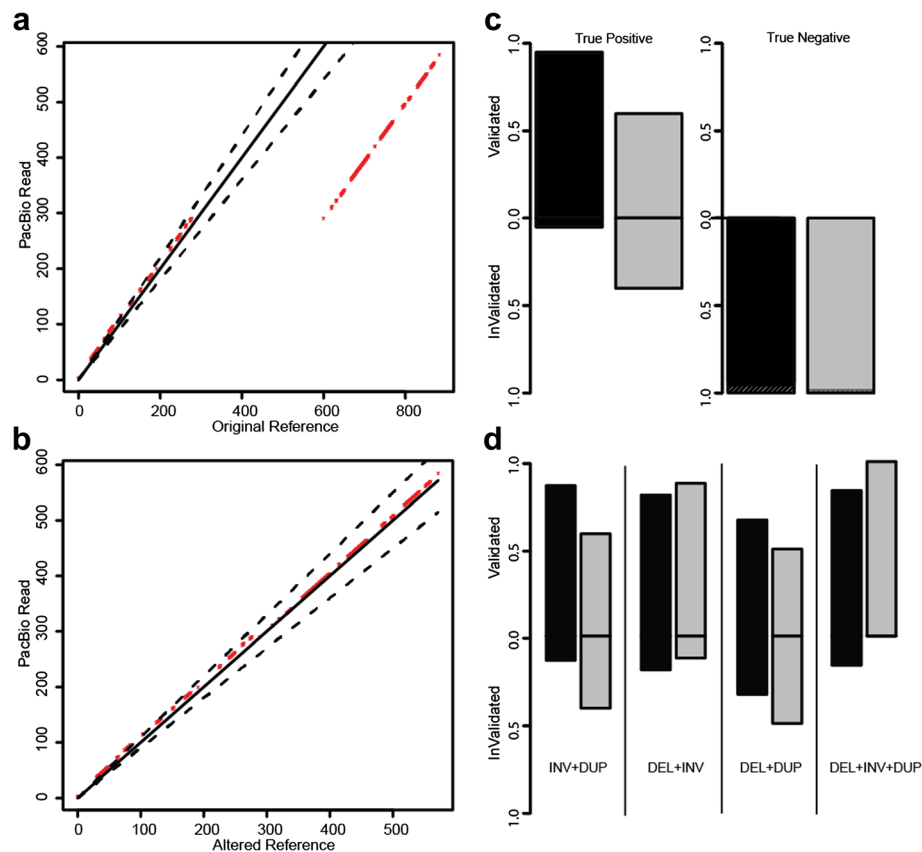 a
600
500
400
300
200
100
0
PacBio Read
0 200 400 600 800
Original Reference
b
600
500
400
300
200
100
0
PacBio Read
0 100 200 300 400 500
Altered Reference
c
True Positive
True Negative
1.0
0.5
0.0
0.5
1.0
Validated
InValidated
1.0
0.5
0.0
0.5
1.0
d
1.0
0.5
0.0
0.5
1.0
Validated
InValidated
INV+DUP
DEL+INV
DEL+DUP
DEL+INV+DUP